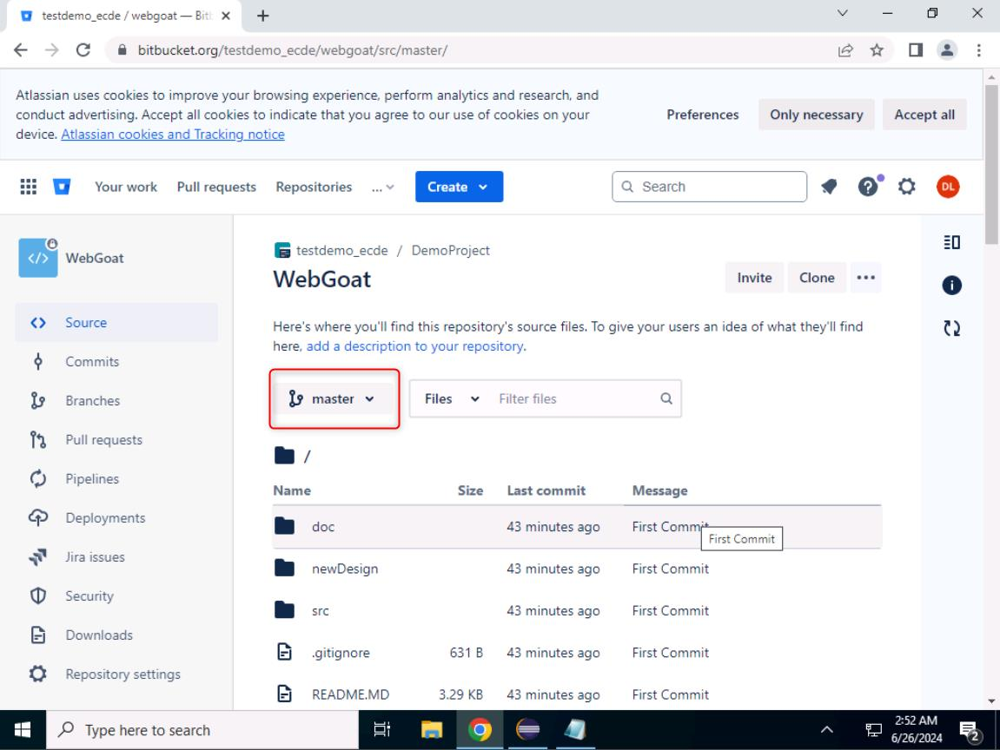 testdemo_ecde / webgoat — Bit
bitbucket.org/testdemo_ecde/webgoat/src/master/
Atlassian uses cookies to improve your browsing experience, perform analytics and research, and
conduct advertising. Accept all cookies to indicate that you agree to our use of cookies on your
device. Atlassian cookies and Tracking notice
Preferences Only necessary Accept all
Your work Pull requests Repositories ... Create Search DL
WebGoat
testdemo_ecde / DemoProject
WebGoat
Invite Clone
Here's where you'll find this repository's source files. To give your users an idea of what they'll find
here, add a description to your repository.
master Files Filter files
Source
Commits
Branches
Pull requests
Pipelines
Deployments
Jira issues
Security
Downloads
Repository settings
/
Name Size Last commit Message
doc 43 minutes ago First Commit
First Commit
newDesign 43 minutes ago First Commit
src 43 minutes ago First Commit
.gitignore 631 B 43 minutes ago First Commit
README.MD 3.29 KB 43 minutes ago First Commit
Type here to search
2:52 AM
6/26/2024
2